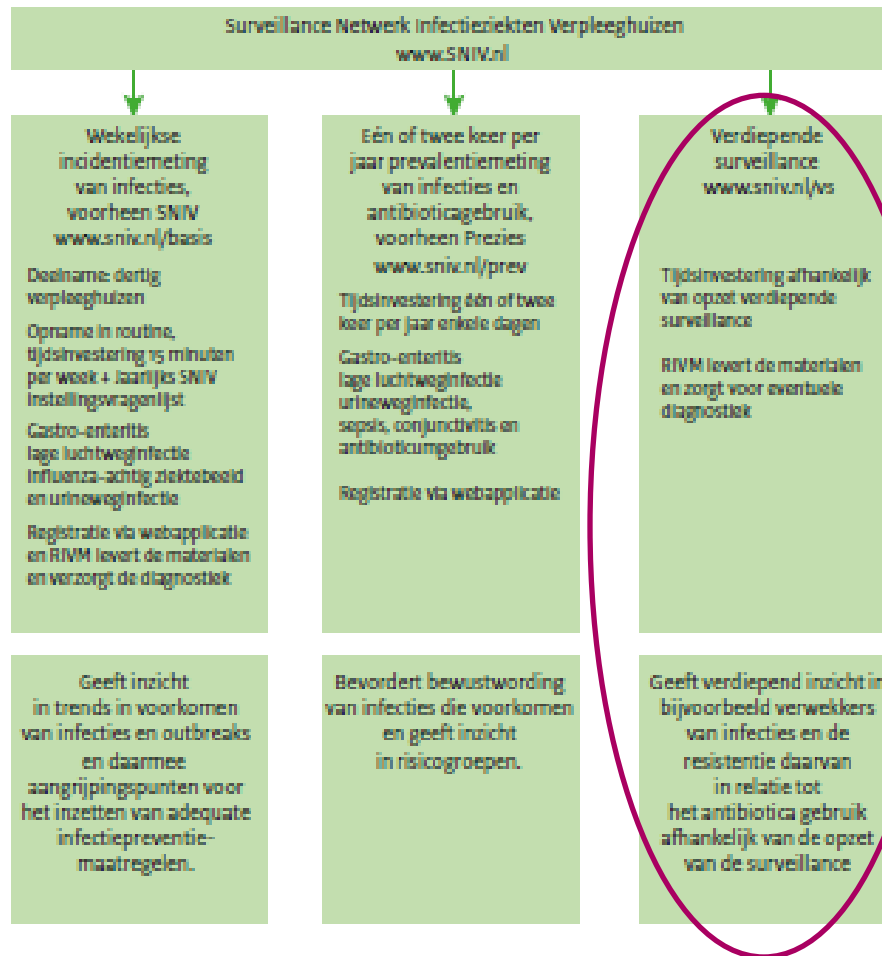 Surveillance Netwerk Infectieziekten Verpleeghuizen
www.SNIV.nl
Wekelijkse
incidentiemeting
van infecties,
voorheen SNIV
www.sniv.nl/basis
Deelname: dertig
verpleeghuizen
Opname in routine,
tijdsinvestering 15 minuten
per week + Jaarlijks SNIV
instellingsvragenlijst
Gastro-enteritis
lage luchtweginfectie
influenza-achtig ziektebeeld
en urineweginfectie
Registratie via webapplicatie
en RIVM levert de materialen
en verzorgt de diagnostiek
Geeft inzicht
in trends in voorkomen
van infecties en outbreaks
en daarmee
aangrijpingspunten voor
het inzetten van adequate
infectiepreventie-
maatregelen.
Eén of twee keer per
jaar prevalentiemeting
van infecties en
antibioticagebruik,
voorheen Prezies
www.sniv.nl/prev
Tijdsinvestering één of twee
keer per jaar enkele dagen
Gastro-enteritis
lage luchtweginfectie
urineweginfectie,
sepsis, conjunctivitis en
antibioticumgebruik
Registratie via webapplicatie
Bevordert bewustwording
van infecties die voorkomen
en geeft inzicht
in risicogroepen.
Verdiepende
surveillance
www.sniv.nl/vs
Tijdsinvestering afhankelijk
van opzet verdiepende
surveillance
RIVM levert de materialen
en zorgt voor eventuele
diagnostiek
Geeft verdiepend inzicht in
bijvoorbeeld verwekkers
van infecties en de
resistentie daarvan
in relatie tot
het antibiotica gebruik
afhankelijk van de opzet
van de surveillance